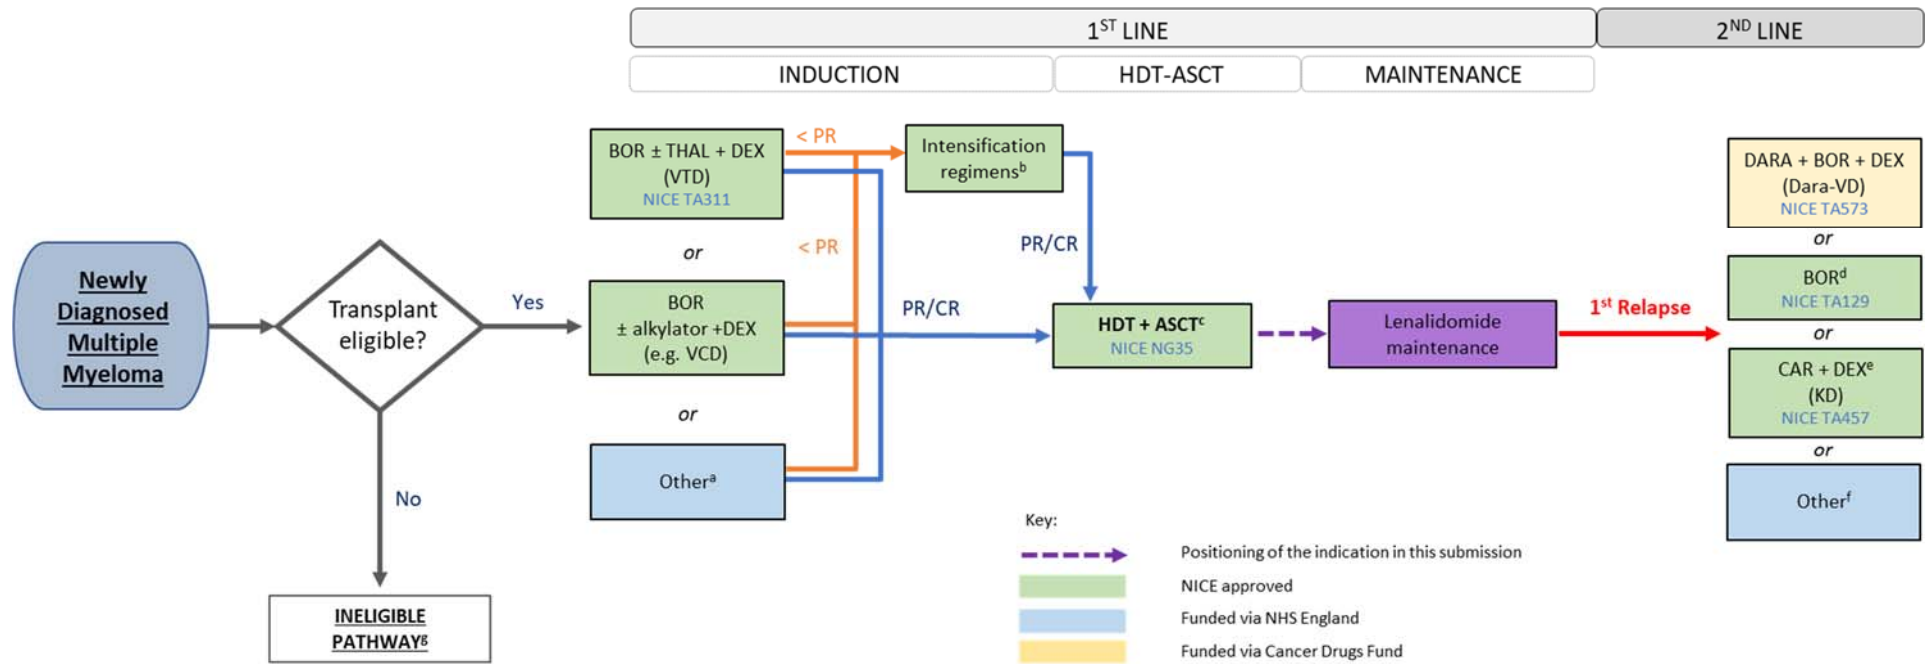 1ST LINE
2ND LINE
INDUCTION
HDT-ASCT
MAINTENANCE
Newly
Diagnosed
Multiple
Myeloma
Transplant
eligible?
Yes
No
INELIGIBLE
PATHWAYg
BOR ± THAL + DEX
(VTD)
NICE TA311
or
BOR
± alkylator +DEX
(e.g. VCD)
or
Othera
< PR
< PR
PR/CR
Intensification
regimensb
PR/CR
HDT + ASCTc
NICE NG35
Lenalidomide
maintenance
1st Relapse
DARA + BOR + DEX
(Dara-VD)
NICE TA573
or
BORd
NICE TA129
or
CAR + DEXe
(KD)
NICE TA457
or
Otherf
Key:
Positioning of the indication in this submission
NICE approved
Funded via NHS England
Funded via Cancer Drugs Fund